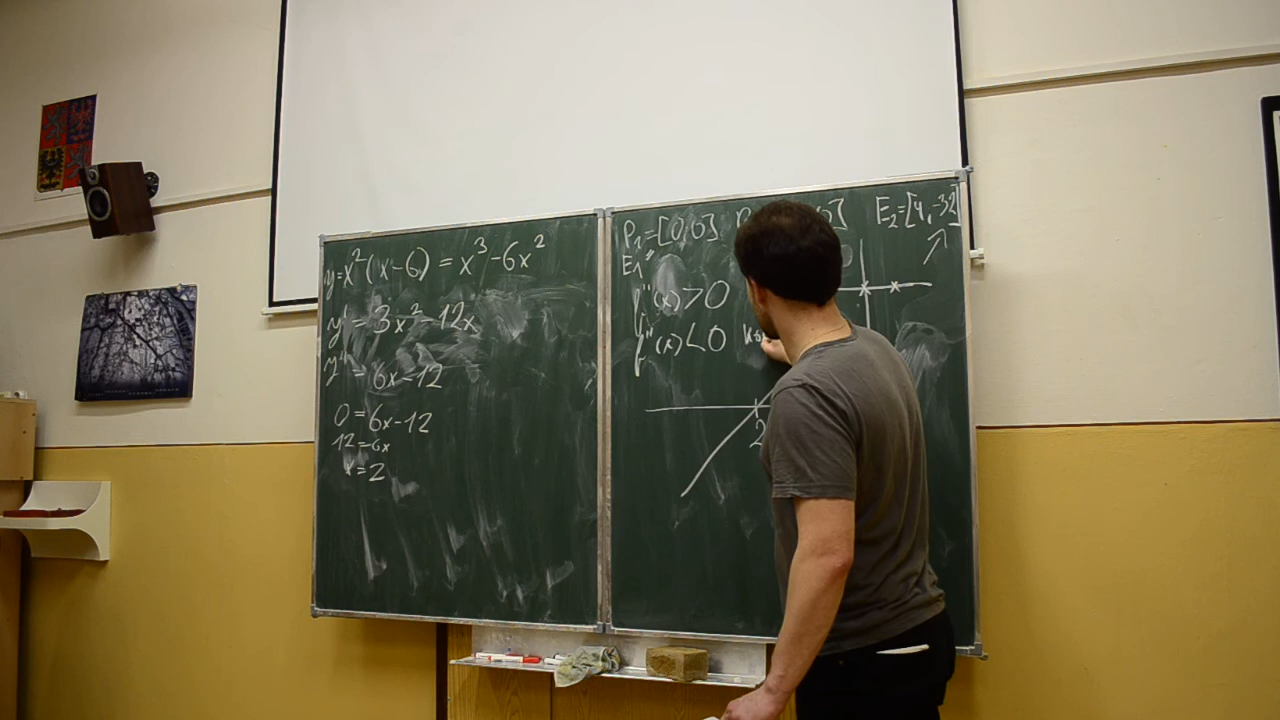 y=x²(x-6) = x³-6x²
y' = 3x²-12x
y'' = 6x-12
0 = 6x-12
12=6x
x=2
P₁=[0,0]
E₂=[4,-32]
E₁"
f''(x)>0
f''(x)<0
2